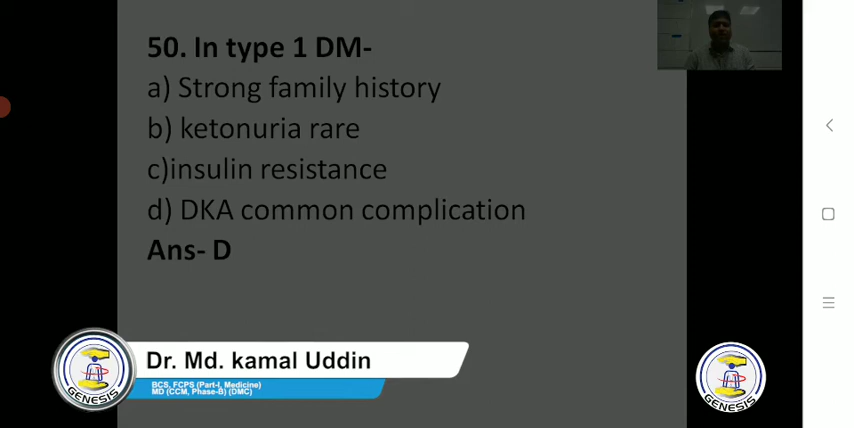 50. In type 1 DM-
a) Strong family history
b) ketonuria rare
c)insulin resistance
d) DKA common complication
Ans- D
Dr. Md. kamal Uddin
BCS, FCPS (Part-I, Medicine)
MD (CCM, Phase-B) (DMC)
GENESIS
GENESIS